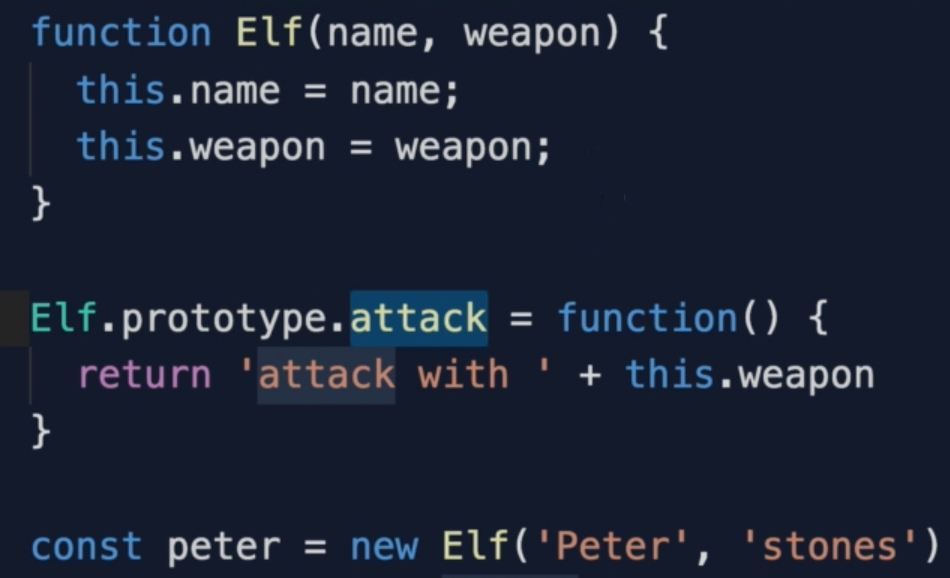 function Elf(name, weapon) {
  this.name = name;
  this.weapon = weapon;
}
Elf.prototype.attack = function() {
  return 'attack with ' + this.weapon
}
const peter = new Elf('Peter', 'stones')